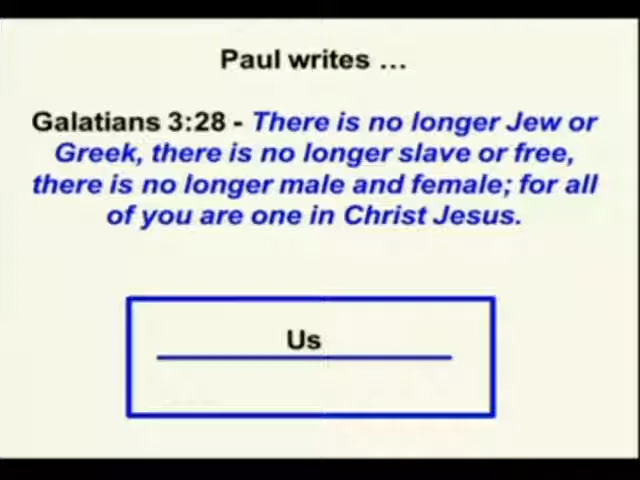 Paul writes …
Galatians 3:28 - There is no longer Jew or
Greek, there is no longer slave or free,
there is no longer male and female; for all
of you are one in Christ Jesus.
Us